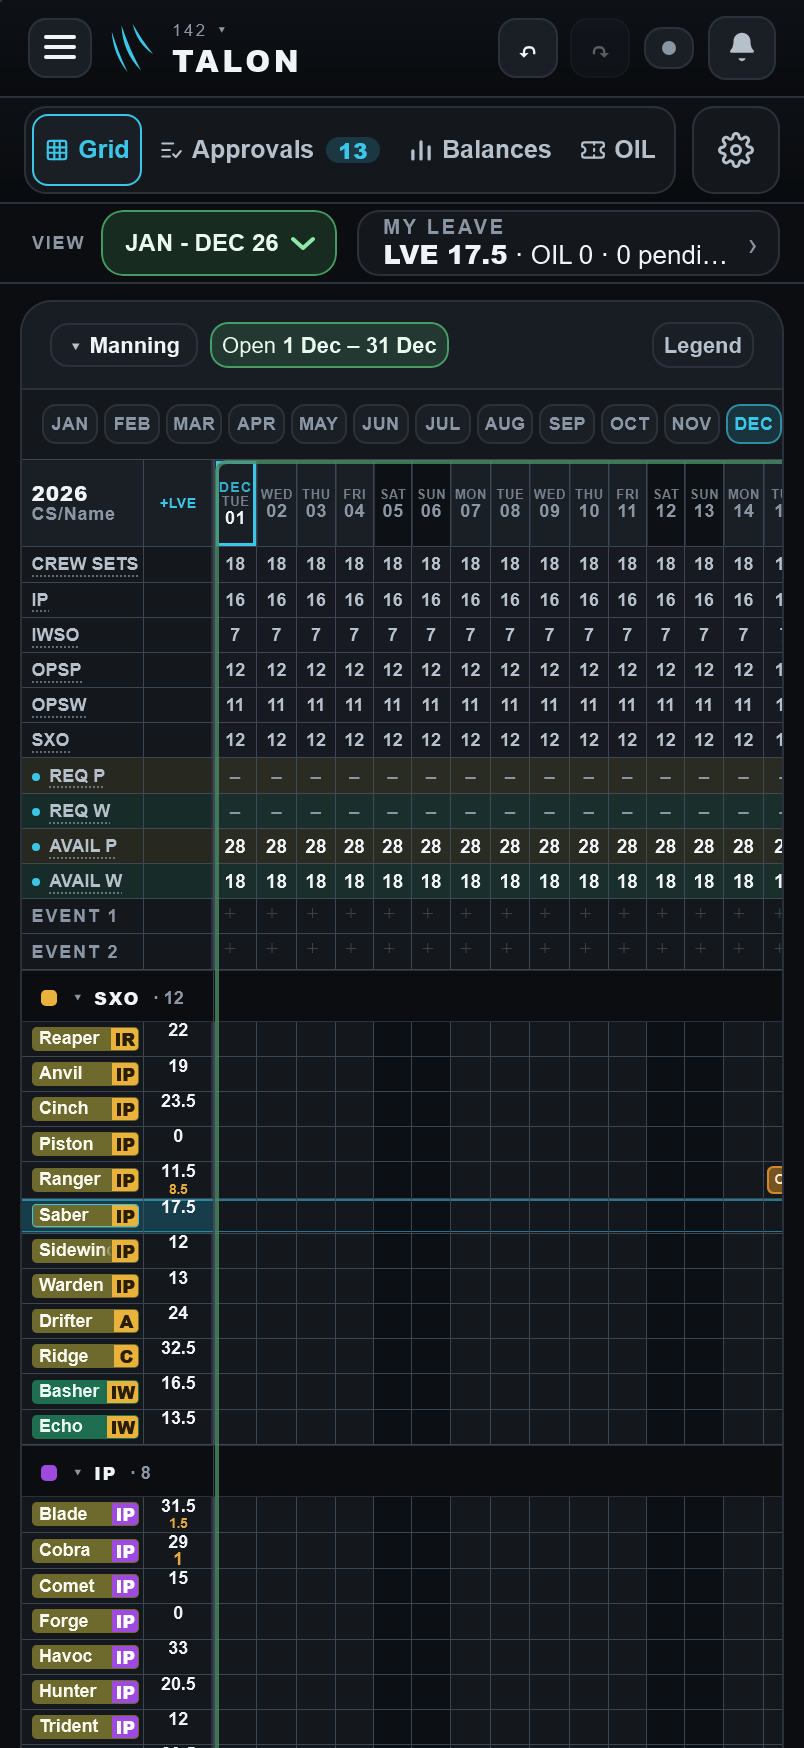 142 ▾
TALON
Grid
Approvals 13
Balances
OIL
VIEW
JAN - DEC 26
MY LEAVE
LVE 17.5 · OIL 0 · 0 pendi…
▾ Manning
Open 1 Dec – 31 Dec
Legend
JAN FEB MAR APR MAY JUN JUL AUG SEP OCT NOV DEC
2026
CS/Name
+LVE
DEC
TUE WED THU FRI SAT SUN MON TUE WED THU FRI SAT SUN MON
01 02 03 04 05 06 07 08 09 10 11 12 13 14
CREW SETS 18 18 18 18 18 18 18 18 18 18 18 18 18 18
IP 16 16 16 16 16 16 16 16 16 16 16 16 16 16
IWSO 7 7 7 7 7 7 7 7 7 7 7 7 7 7
OPSP 12 12 12 12 12 12 12 12 12 12 12 12 12 12
OPSW 11 11 11 11 11 11 11 11 11 11 11 11 11 11
SXO 12 12 12 12 12 12 12 12 12 12 12 12 12 12
REQ P – – – – – – – – – – – – – –
REQ W – – – – – – – – – – – – – –
AVAIL P 28 28 28 28 28 28 28 28 28 28 28 28 28 28
AVAIL W 18 18 18 18 18 18 18 18 18 18 18 18 18 18
EVENT 1 + + + + + + + + + + + + + + +
EVENT 2 + + + + + + + + + + + + + + +
▾ SXO · 12
Reaper IR 22
Anvil IP 19
Cinch IP 23.5
Piston IP 0
Ranger IP 11.5
8.5
Saber IP 17.5
Sidewin IP 12
Warden IP 13
Drifter A 24
Ridge C 32.5
Basher IW 16.5
Echo IW 13.5
▾ IP · 8
Blade IP 31.5
1.5
Cobra IP 29
1
Comet IP 15
Forge IP 0
Havoc IP 33
Hunter IP 20.5
Trident IP 12